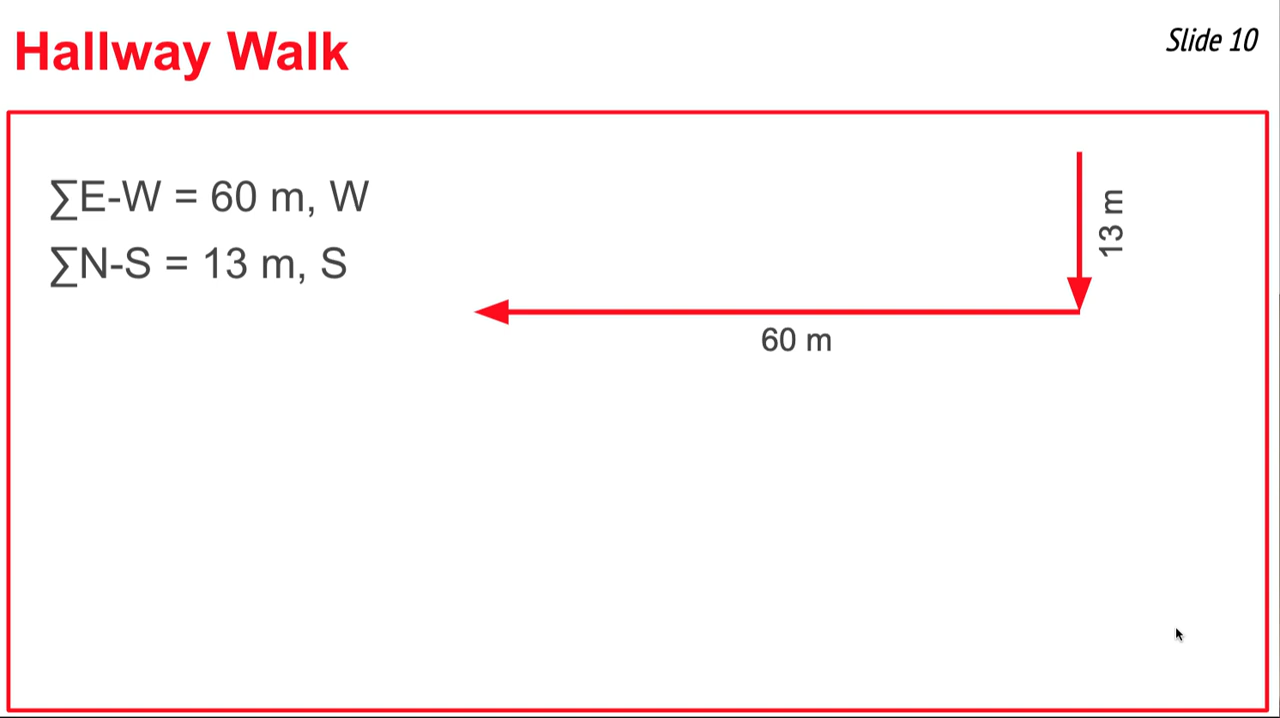 Hallway Walk
Slide 10
∑E-W = 60 m, W
∑N-S = 13 m, S
13 m
60 m